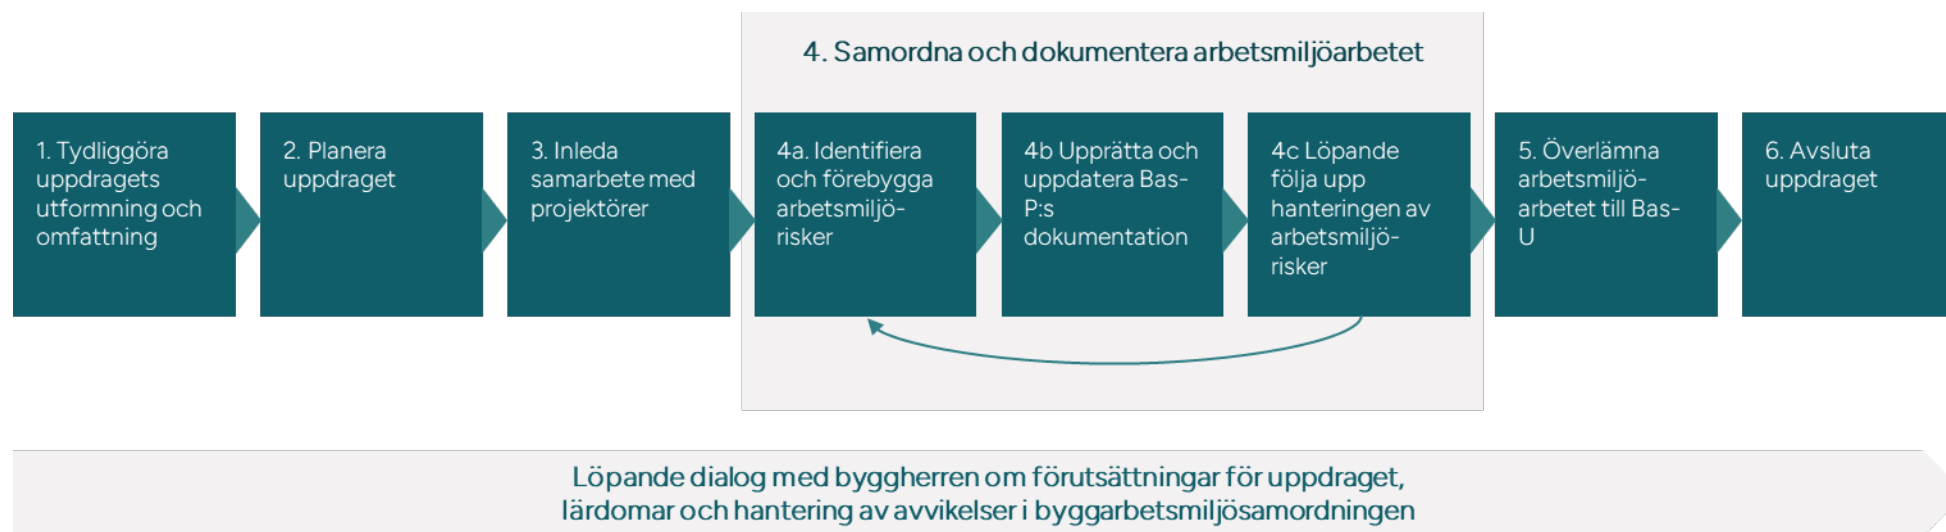 4. Samordna och dokumentera arbetsmiljöarbetet
1. Tydliggöra
uppdragets
utformning och
omfattning
2. Planera
uppdraget
3. Inleda
samarbete med
projektörer
4a. Identifiera
och förebygga
arbetsmiljö-
risker
4b Upprätta och
uppdatera Bas-
P:s
dokumentation
4c Löpande
följa upp
hanteringen av
arbetsmiljö-
risker
5. Överlämna
arbetsmiljö-
arbetet till Bas-
U
6. Avsluta
uppdraget
Löpande dialog med byggherren om förutsättningar för uppdraget,
lärdomar och hantering av avvikelser i byggarbetsmiljösamordningen